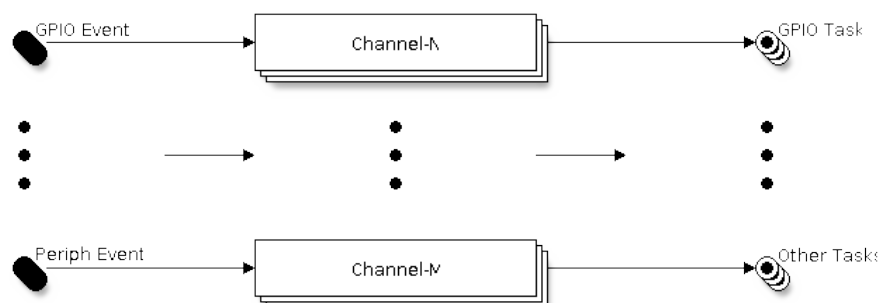 GPIO Event
Channel-N
GPIO Task
Periph Event
Channel-M
Other Tasks